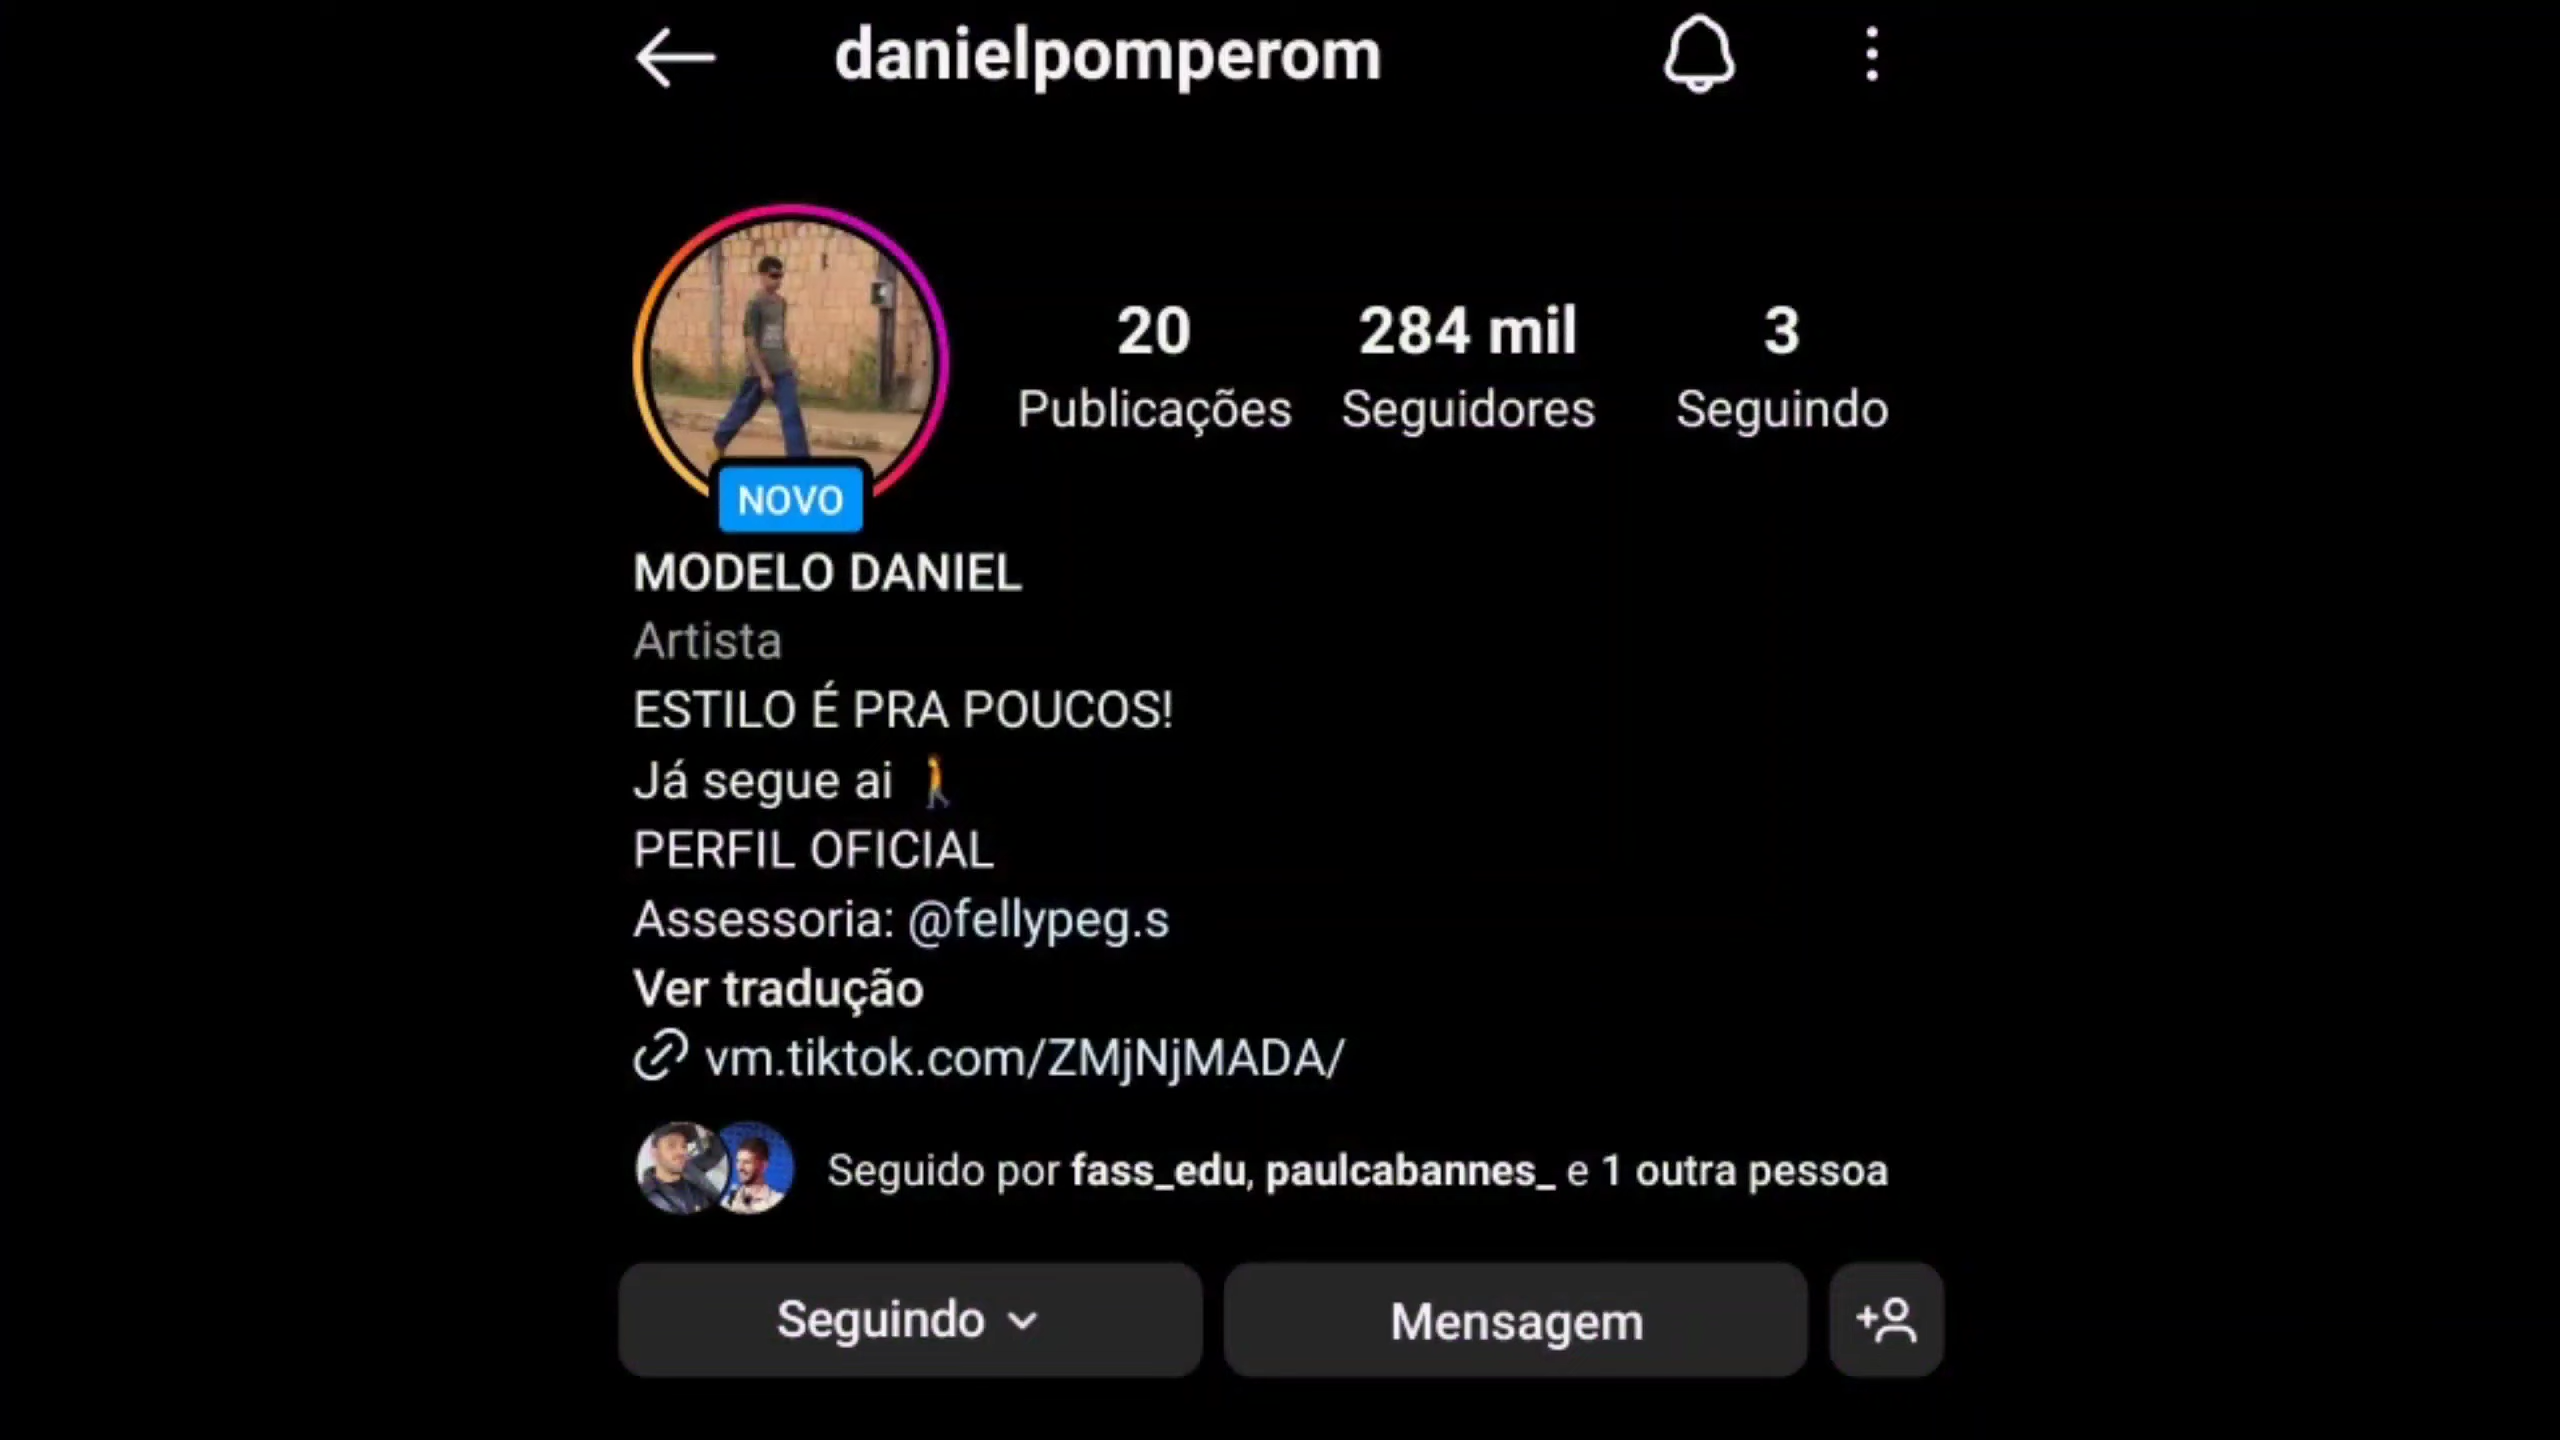 danielpomperom
20 284 mil 3
Publicações Seguidores Seguindo
NOVO
MODELO DANIEL
Artista
ESTILO É PRA POUCOS!
Já segue ai 🚶
PERFIL OFICIAL
Assessoria: @fellypeg.s
Ver tradução
vm.tiktok.com/ZMjNjMADA/
Seguido por fass_edu, paulcabannes_ e 1 outra pessoa
Seguindo
Mensagem